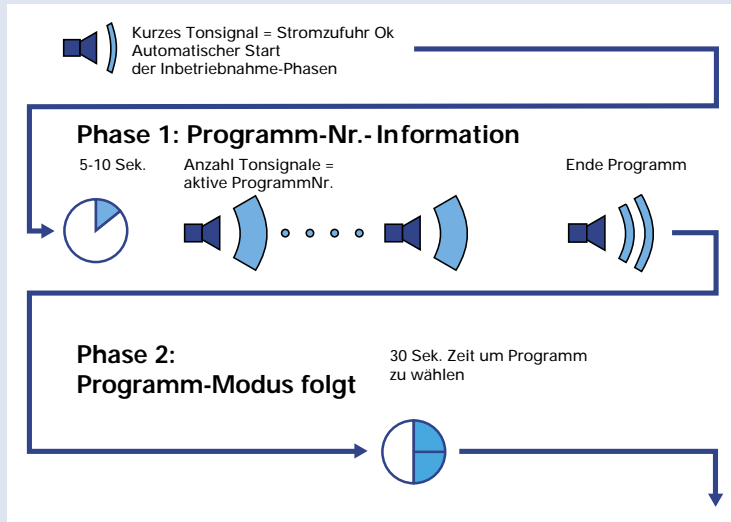 Kurzes Tonsignal = Stromzufuhr Ok
Automatischer Start
der Inbetriebnahme-Phasen
Phase 1: Programm-Nr.-Information
5-10 Sek.
Anzahl Tonsignale =
aktive ProgrammNr.
Ende Programm
Phase 2:
Programm-Modus folgt
30 Sek. Zeit um Programm
zu wählen